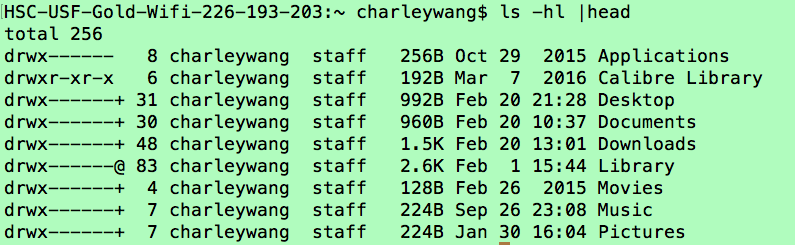 HSC-USF-Gold-Wifi-226-193-203:~ charleywang$ ls -hl |head
total 256
drwx------   8 charleywang  staff   256B Oct 29  2015 Applications
drwxr-xr-x   6 charleywang  staff   192B Mar  7  2016 Calibre Library
drwx------+ 31 charleywang  staff   992B Feb 20 21:28 Desktop
drwx------+ 30 charleywang  staff   960B Feb 20 10:37 Documents
drwx------+ 48 charleywang  staff   1.5K Feb 20 13:01 Downloads
drwx------@ 83 charleywang  staff   2.6K Feb  1 15:44 Library
drwx------+  4 charleywang  staff   128B Feb 26  2015 Movies
drwx------+  7 charleywang  staff   224B Sep 26 23:08 Music
drwx------+  7 charleywang  staff   224B Jan 30 16:04 Pictures